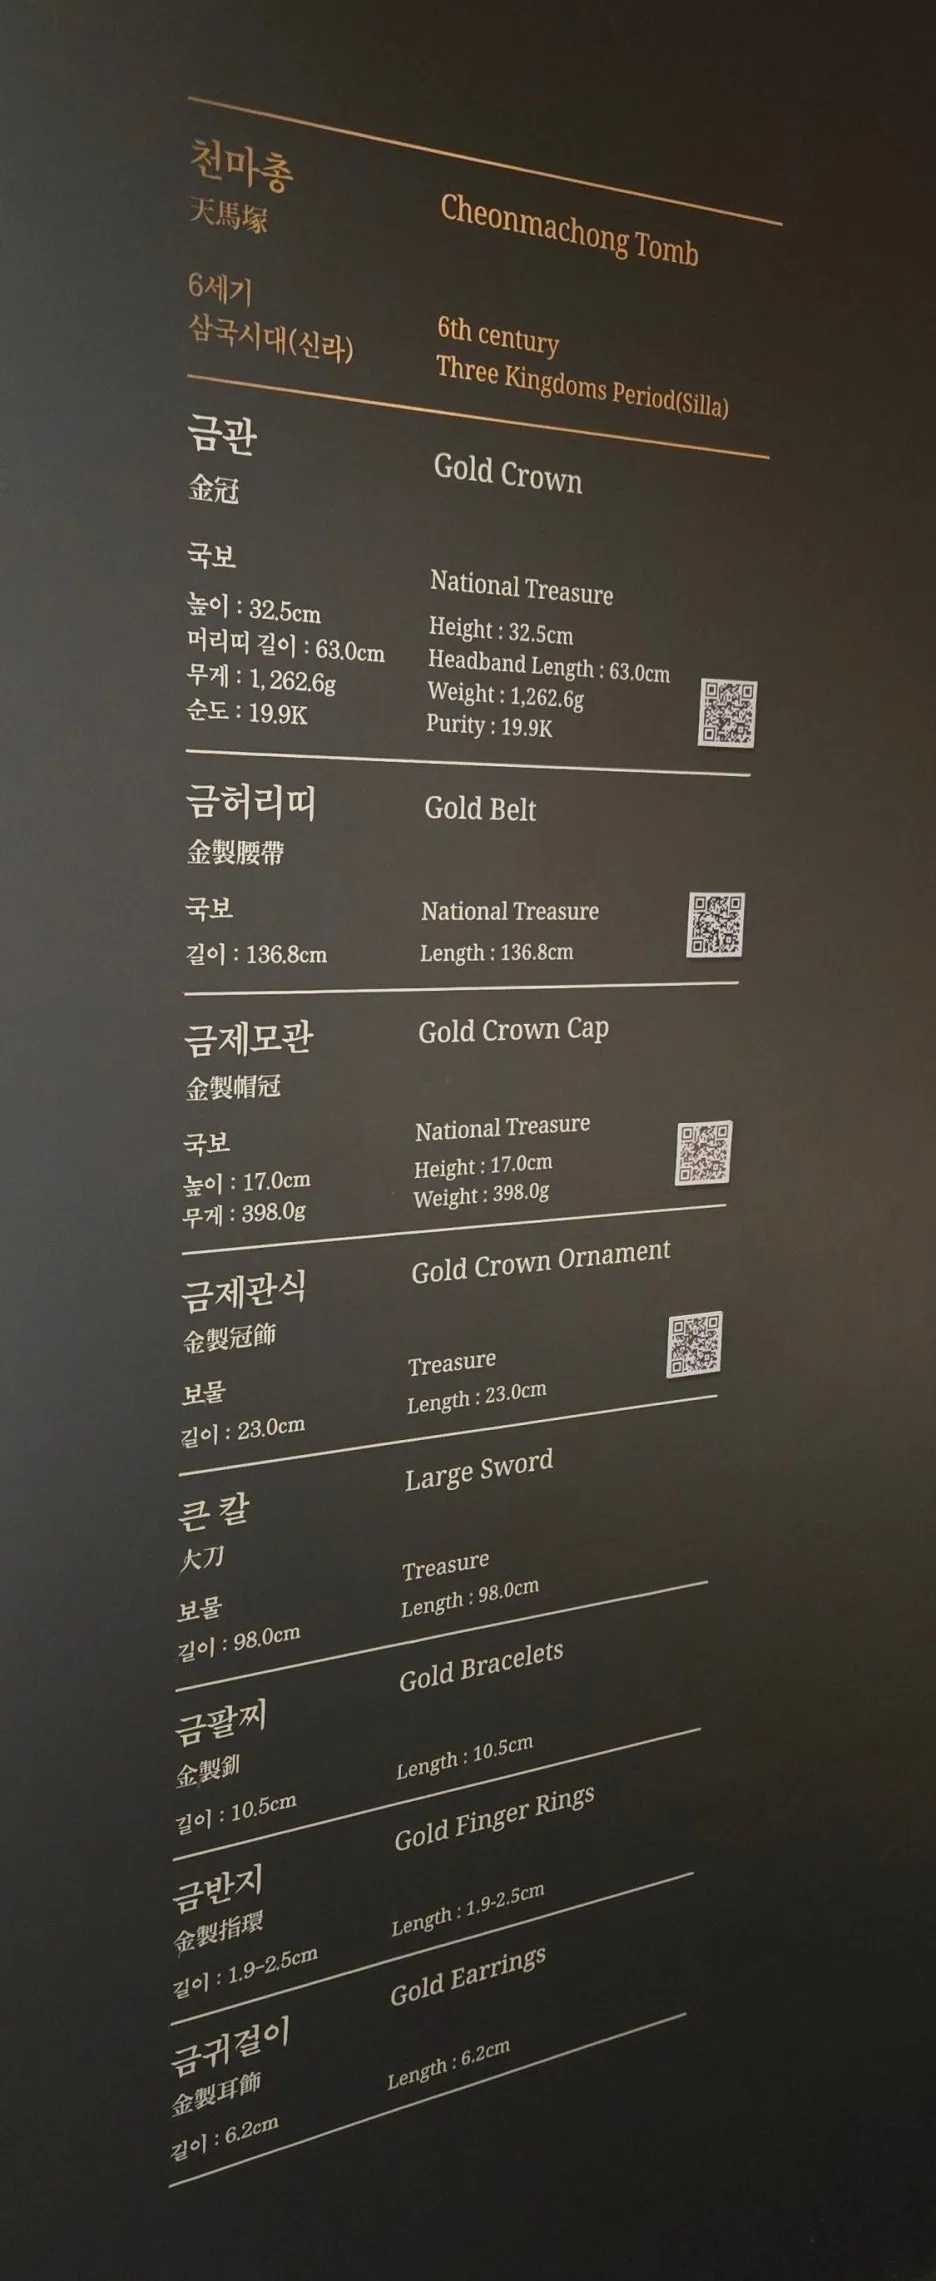 천마총
天馬塚
Cheonmachong Tomb
6세기
삼국시대(신라)
6th century
Three Kingdoms Period(Silla)
금관
金冠
Gold Crown
국보
높이 : 32.5cm
머리띠 길이 : 63.0cm
무게 : 1, 262.6g
순도 : 19.9K
National Treasure
Height : 32.5cm
Headband Length : 63.0cm
Weight : 1,262.6g
Purity : 19.9K
금허리띠
金製腰帶
Gold Belt
국보
길이 : 136.8cm
National Treasure
Length : 136.8cm
금제모관
金製帽冠
Gold Crown Cap
국보
높이 : 17.0cm
무게 : 398.0g
National Treasure
Height : 17.0cm
Weight : 398.0g
금제관식
金製冠飾
Gold Crown Ornament
보물
길이 : 23.0cm
Treasure
Length : 23.0cm
큰 칼
大刀
Large Sword
보물
길이 : 98.0cm
Treasure
Length : 98.0cm
금팔찌
金製釧
Gold Bracelets
길이 : 10.5cm
Length : 10.5cm
금반지
金製指環
Gold Finger Rings
길이 : 1.9-2.5cm
Length : 1.9-2.5cm
금귀걸이
金製耳飾
Gold Earrings
길이 : 6.2cm
Length : 6.2cm